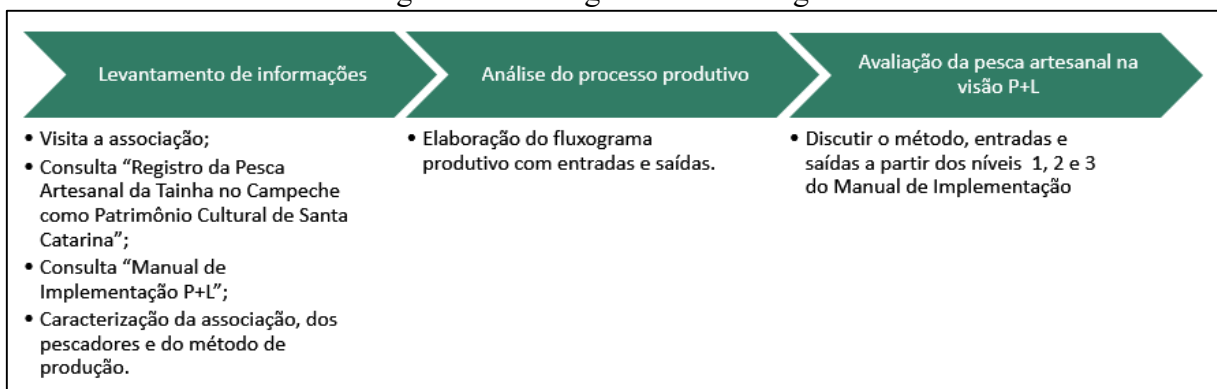 Levantamento de informações
• Visita a associação;
• Consulta “Registro da Pesca
Artesanal da Tainha no Campeche
como Patrimônio Cultural de Santa
Catarina”;
• Consulta “Manual de
Implementação P+L”;
• Caracterização da associação, dos
pescadores e do método de
produção.
Análise do processo produtivo
• Elaboração do fluxograma
produtivo com entradas e saídas.
Avaliação da pesca artesanal na
visão P+L
• Discutir o método, entradas e
saídas a partir dos níveis 1, 2 e 3
do Manual de Implementação